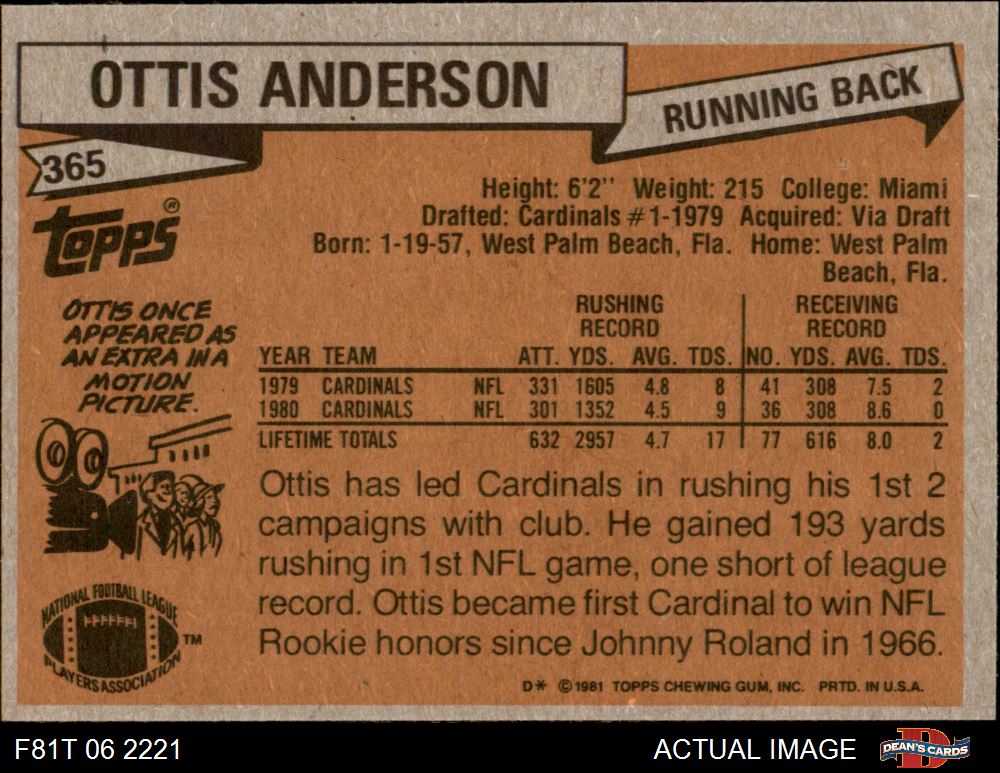 OTTIS ANDERSON
RUNNING BACK
365
topps®
Height: 6'2'' Weight: 215 College: Miami
Drafted: Cardinals #1-1979 Acquired: Via Draft
Born: 1-19-57, West Palm Beach, Fla. Home: West Palm
Beach, Fla.
OTTIS ONCE
APPEARED AS
AN EXTRA IN A
MOTION
PICTURE.
RUSHING RECEIVING
RECORD RECORD
YEAR TEAM ATT. YDS. AVG. TDS. NO. YDS. AVG. TDS.
1979 CARDINALS NFL 331 1605 4.8 8 41 308 7.5 2
1980 CARDINALS NFL 301 1352 4.5 9 36 308 8.6 0
LIFETIME TOTALS 632 2957 4.7 17 77 616 8.0 2
Ottis has led Cardinals in rushing his 1st 2
campaigns with club. He gained 193 yards
rushing in 1st NFL game, one short of league
record. Ottis became first Cardinal to win NFL
Rookie honors since Johnny Roland in 1966.
NATIONAL FOOTBALL LEAGUE
PLAYERS ASSOCIATION
TM
D* ©1981 TOPPS CHEWING GUM, INC. PRTD. IN U.S.A.
F81T 06 2221
ACTUAL IMAGE
DEAN'S CARDS